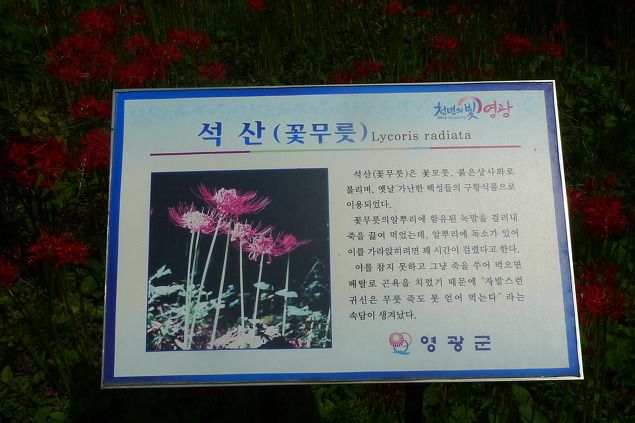 천년의 빛 영광
석 산 (꽃무릇) Lycoris radiata
석산(꽃무릇)은 꽃모릇, 붉은상사화로
불리며, 옛날 가난한 백성들의 구황식품으로
이용되었다.
꽃무릇의알뿌리에 함유된 녹말을 걸러내
죽을 끓여 먹었는데, 알뿌리에 독소가 있어
이를 가라앉히려면 꽤 시간이 걸렸다고 한다.
이를 참지 못하고 그냥 죽을 쑤어 먹으면
배탈로 곤욕을 치렀기 때문에 "자발스런
귀신은 무릇 죽도 못 얻어 먹는다" 라는
속담이 생겨났다.
영광군